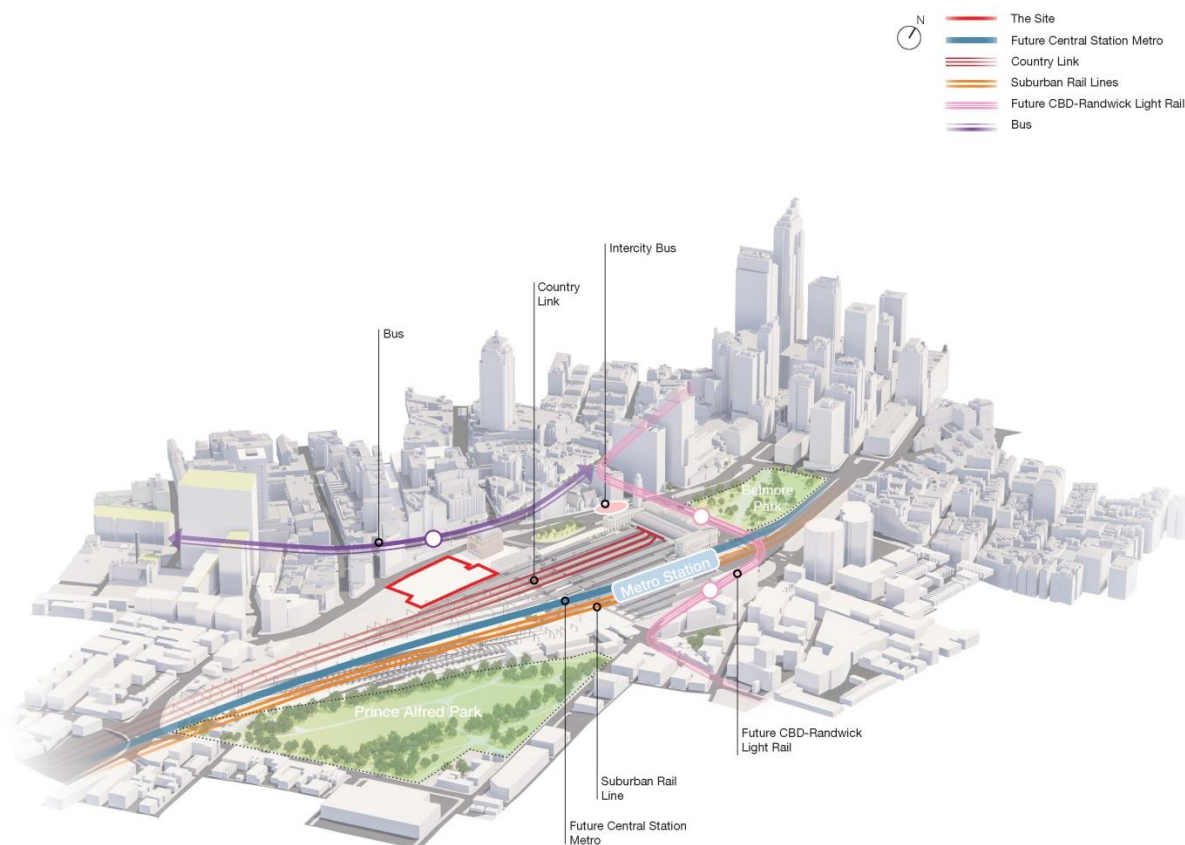 N
The Site
Future Central Station Metro
Country Link
Suburban Rail Lines
Future CBD-Randwick Light Rail
Bus
Intercity Bus
Country
Link
Bus
Belmore
Park
Metro Station
Prince Alfred Park
Future CBD-Randwick
Light Rail
Suburban Rail
Line
Future Central Station
Metro